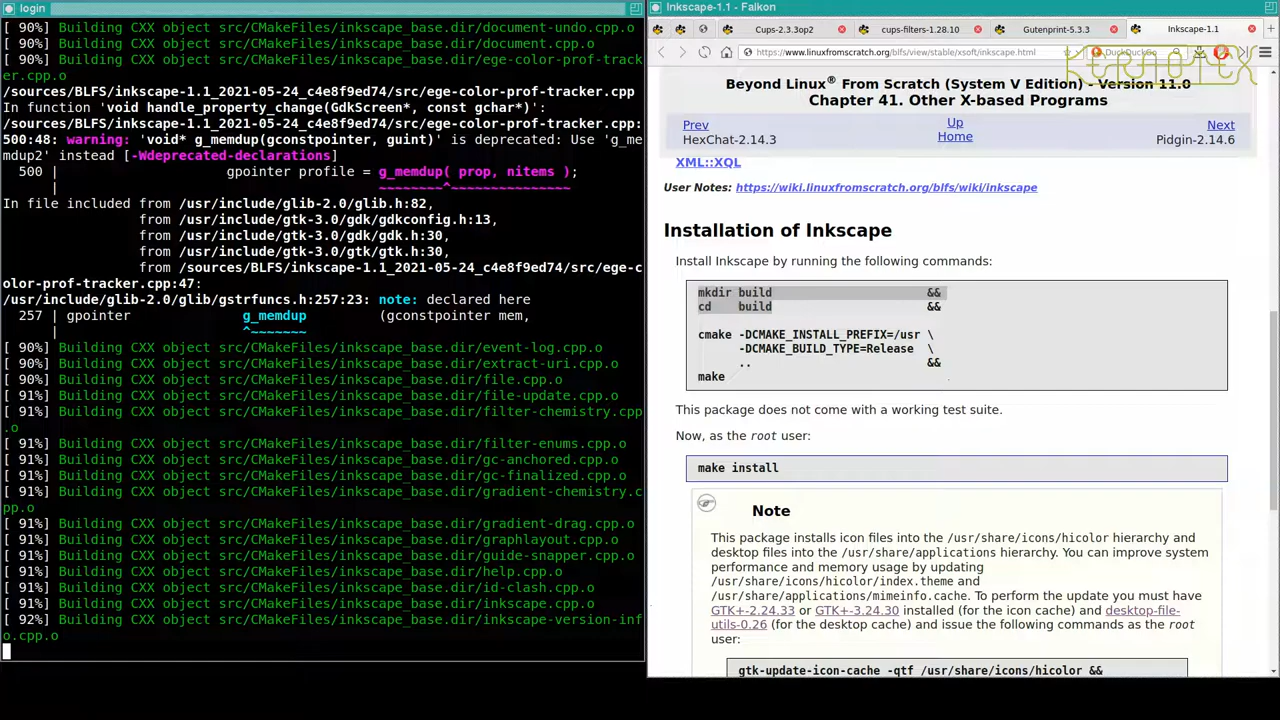 login
[ 90%] Building CXX object src/CMakeFiles/inkscape_base.dir/document-undo.cpp.o
[ 90%] Building CXX object src/CMakeFiles/inkscape_base.dir/document.cpp.o
[ 90%] Building CXX object src/CMakeFiles/inkscape_base.dir/ege-color-prof-track
er.cpp.o
/sources/BLFS/inkscape-1.1_2021-05-24_c4e8f9ed74/src/ege-color-prof-tracker.cpp
In function 'void handle_property_change(GdkScreen*, const gchar*)':
/sources/BLFS/inkscape-1.1_2021-05-24_c4e8f9ed74/src/ege-color-prof-tracker.cpp:
500:48: warning: 'void* g_memdup(gconstpointer, guint)' is deprecated: Use 'g_me
mdup2' instead [-Wdeprecated-declarations]
500 | gpointer profile = g_memdup( prop, nitems );
| ~~~~~~~~^~~~~~~~~~~~~~~~
In file included from /usr/include/glib-2.0/glib.h:82,
from /usr/include/gtk-3.0/gdk/gdkconfig.h:13,
from /usr/include/gtk-3.0/gdk/gdk.h:30,
from /usr/include/gtk-3.0/gtk/gtk.h:30,
from /sources/BLFS/inkscape-1.1_2021-05-24_c4e8f9ed74/src/ege-c
olor-prof-tracker.cpp:47:
/usr/include/glib-2.0/glib/gstrfuncs.h:257:23: note: declared here
257 | gpointer g_memdup (gconstpointer mem,
| ^~~~~~~~
[ 90%] Building CXX object src/CMakeFiles/inkscape_base.dir/event-log.cpp.o
[ 90%] Building CXX object src/CMakeFiles/inkscape_base.dir/extract-uri.cpp.o
[ 90%] Building CXX object src/CMakeFiles/inkscape_base.dir/file.cpp.o
[ 91%] Building CXX object src/CMakeFiles/inkscape_base.dir/file-update.cpp.o
[ 91%] Building CXX object src/CMakeFiles/inkscape_base.dir/filter-chemistry.cpp
.o
[ 91%] Building CXX object src/CMakeFiles/inkscape_base.dir/filter-enums.cpp.o
[ 91%] Building CXX object src/CMakeFiles/inkscape_base.dir/gc-anchored.cpp.o
[ 91%] Building CXX object src/CMakeFiles/inkscape_base.dir/gc-finalized.cpp.o
[ 91%] Building CXX object src/CMakeFiles/inkscape_base.dir/gradient-chemistry.c
pp.o
[ 91%] Building CXX object src/CMakeFiles/inkscape_base.dir/gradient-drag.cpp.o
[ 91%] Building CXX object src/CMakeFiles/inkscape_base.dir/graphlayout.cpp.o
[ 91%] Building CXX object src/CMakeFiles/inkscape_base.dir/guide-snapper.cpp.o
[ 91%] Building CXX object src/CMakeFiles/inkscape_base.dir/help.cpp.o
[ 91%] Building CXX object src/CMakeFiles/inkscape_base.dir/id-clash.cpp.o
[ 91%] Building CXX object src/CMakeFiles/inkscape_base.dir/inkscape.cpp.o
[ 92%] Building CXX object src/CMakeFiles/inkscape_base.dir/inkscape-version-inf
o.cpp.o
Inkscape-1.1 - Falkon
Cups-2.3.3op2 cups-filters-1.28.10 Gutenprint-5.3.3 Inkscape-1.1
https://www.linuxfromscratch.org/blfs/view/stable/xsoft/inkscape.html DuckDuckGo
KERNOTEX
Beyond Linux® From Scratch (System V Edition) - Version 11.0
Chapter 41. Other X-based Programs
Prev Up Next
HexChat-2.14.3 Home Pidgin-2.14.6
XML::XQL
User Notes: https://wiki.linuxfromscratch.org/blfs/wiki/inkscape
Installation of Inkscape
Install Inkscape by running the following commands:
mkdir build &&
cd build &&
cmake -DCMAKE_INSTALL_PREFIX=/usr \
-DCMAKE_BUILD_TYPE=Release \
.. &&
make
This package does not come with a working test suite.
Now, as the root user:
make install
Note
This package installs icon files into the /usr/share/icons/hicolor hierarchy and
desktop files into the /usr/share/applications hierarchy. You can improve system
performance and memory usage by updating
/usr/share/icons/hicolor/index.theme and
/usr/share/applications/mimeinfo.cache. To perform the update you must have
GTK+-2.24.33 or GTK+-3.24.30 installed (for the icon cache) and desktop-file-
utils-0.26 (for the desktop cache) and issue the following commands as the root
user:
gtk-update-icon-cache -qtf /usr/share/icons/hicolor &&